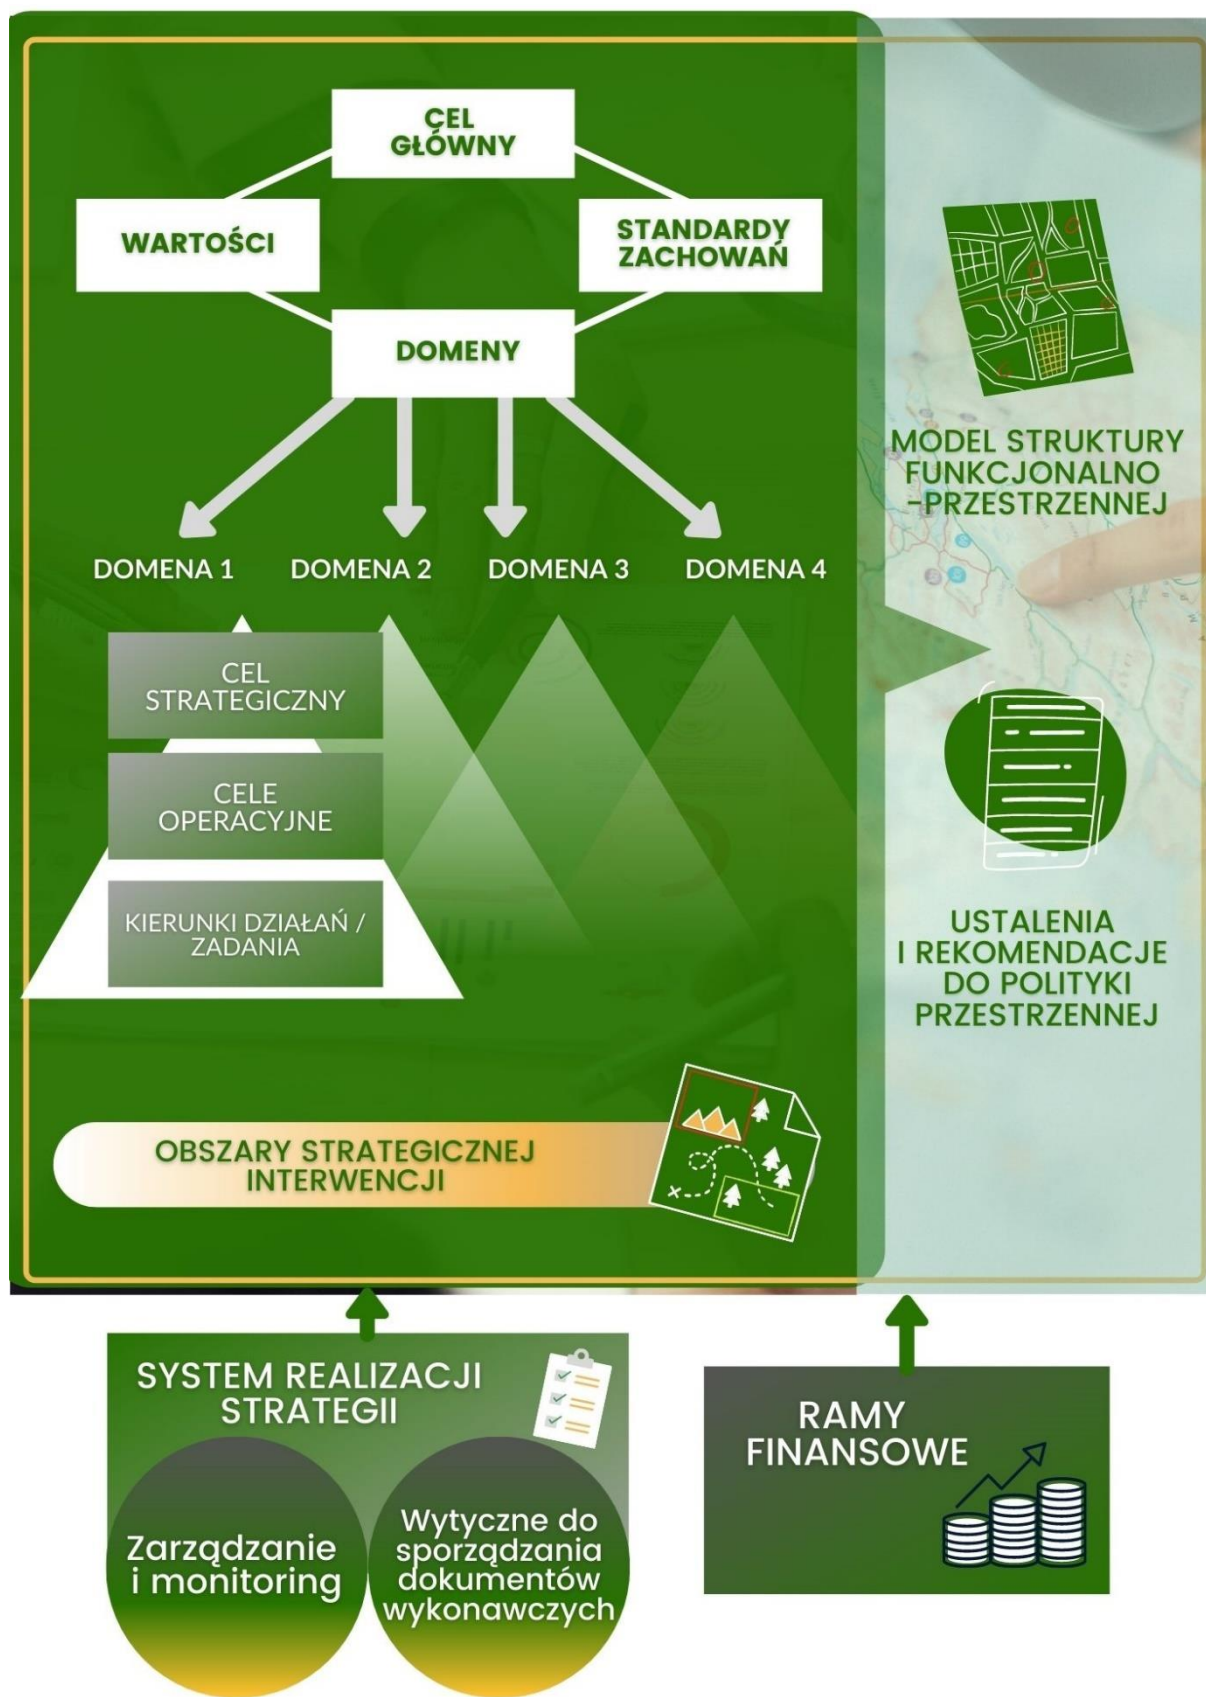 CEL
GŁÓWNY
WARTOŚCI
STANDARDY
ZACHOWAŃ
DOMENY
DOMENA 1
DOMENA 2
DOMENA 3
DOMENA 4
CEL
STRATEGICZNY
CELE
OPERACYJNE
KIERUNKI DZIAŁAŃ /
ZADANIA
OBSZARY STRATEGICZNEJ
INTERWENCJI
MODEL STRUKTURY
FUNKCJONALNO
-PRZESTRZENNEJ
USTALENIA
I REKOMENDACJE
DO POLITYKI
PRZESTRZENNEJ
SYSTEM REALIZACJI
STRATEGII
Zarządzanie
i monitoring
Wytyczne do
sporządzania
dokumentów
wykonawczych
RAMY
FINANSOWE